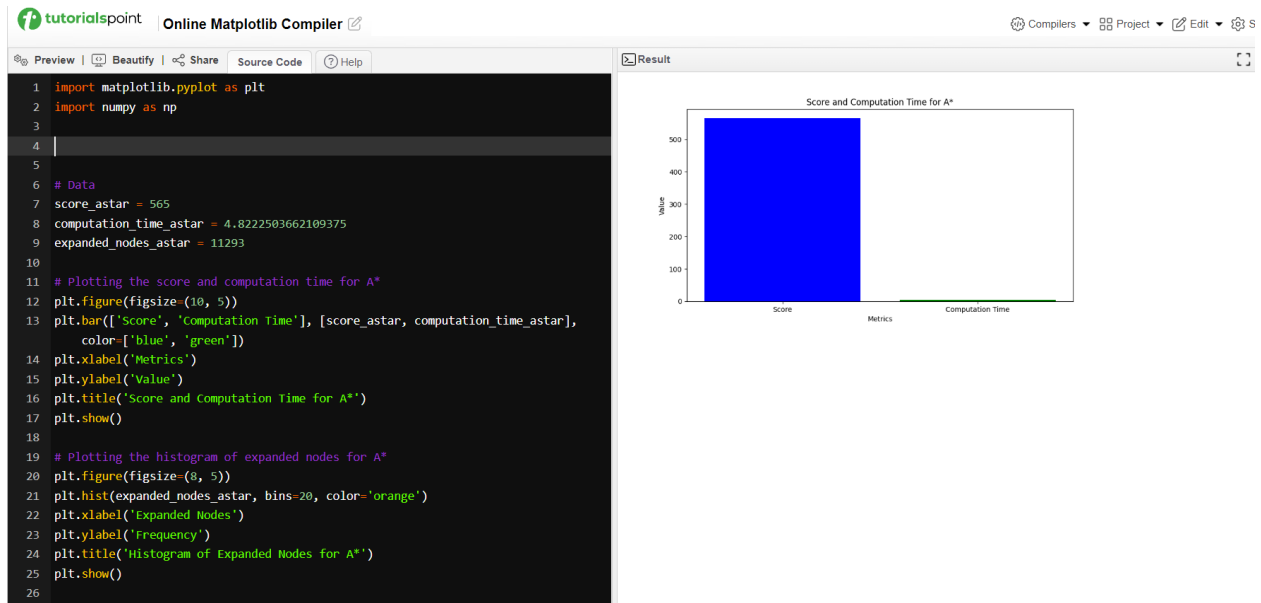 tutorialspoint
Online Matplotlib Compiler
Compilers Project Edit S
Preview | Beautify | Share Source Code Help
Result
1 import matplotlib.pyplot as plt
2 import numpy as np
3
4
5
6 # Data
7 score_astar = 565
8 computation_time_astar = 4.8222503662109375
9 expanded_nodes_astar = 11293
10
11 # Plotting the score and computation time for A*
12 plt.figure(figsize=(10, 5))
13 plt.bar(['Score', 'Computation Time'], [score_astar, computation_time_astar],
color=['blue', 'green'])
14 plt.xlabel('Metrics')
15 plt.ylabel('Value')
16 plt.title('Score and Computation Time for A*')
17 plt.show()
18
19 # Plotting the histogram of expanded nodes for A*
20 plt.figure(figsize=(8, 5))
21 plt.hist(expanded_nodes_astar, bins=20, color='orange')
22 plt.xlabel('Expanded Nodes')
23 plt.ylabel('Frequency')
24 plt.title('Histogram of Expanded Nodes for A*')
25 plt.show()
26
Score and Computation Time for A*
500
400
300
200
100
0
Value
Score Computation Time
Metrics